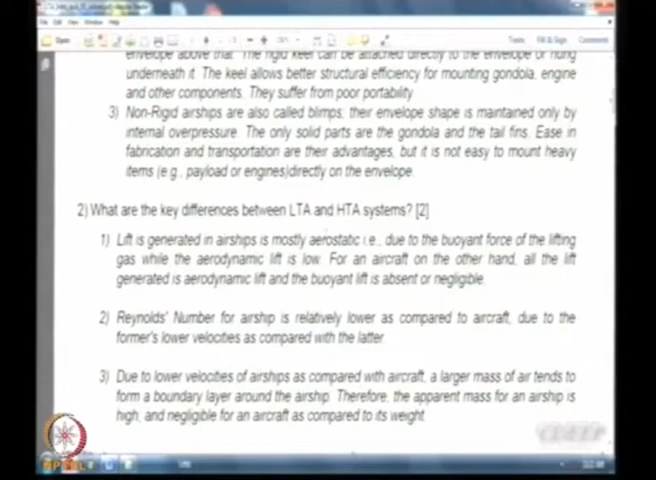 Tools Fill & Sign Comment
Open
envelope above that. The rigid keel can be attached directly to the envelope or hung
underneath it. The keel allows better structural efficiency for mounting gondola, engine
and other components. They suffer from poor portability
3) Non-Rigid airships are also called blimps; their envelope shape is maintained only by
internal overpressure. The only solid parts are the gondola and the tail fins. Ease in
fabrication and transportation are their advantages, but it is not easy to mount heavy
items (e.g., payload or engines)directly on the envelope.
2) What are the key differences between LTA and HTA systems? [2]
1) Lift is generated in airships is mostly aerostatic i.e., due to the buoyant force of the lifting
gas while the aerodynamic lift is low. For an aircraft on the other hand, all the lift
generated is aerodynamic lift and the buoyant lift is absent or negligible.
2) Reynolds' Number for airship is relatively lower as compared to aircraft, due to the
former's lower velocities as compared with the latter
3) Due to lower velocities of airships as compared with aircraft, a larger mass of air tends to
form a boundary layer around the airship. Therefore, the apparent mass for an airship is
high, and negligible for an aircraft as compared to its weight
NPTEL
CDEEP